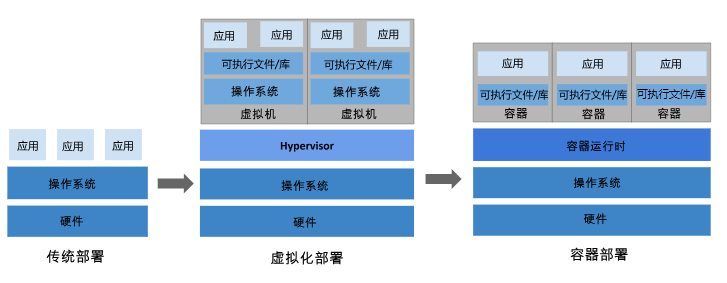 应用 应用 应用
操作系统
硬件
传统部署
应用 应用 应用 应用
可执行文件/库 可执行文件/库
操作系统 操作系统
虚拟机 虚拟机
Hypervisor
操作系统
硬件
虚拟化部署
应用 应用 应用
可执行文件/库 可执行文件/库 可执行文件/库
容器 容器 容器
容器运行时
操作系统
硬件
容器部署